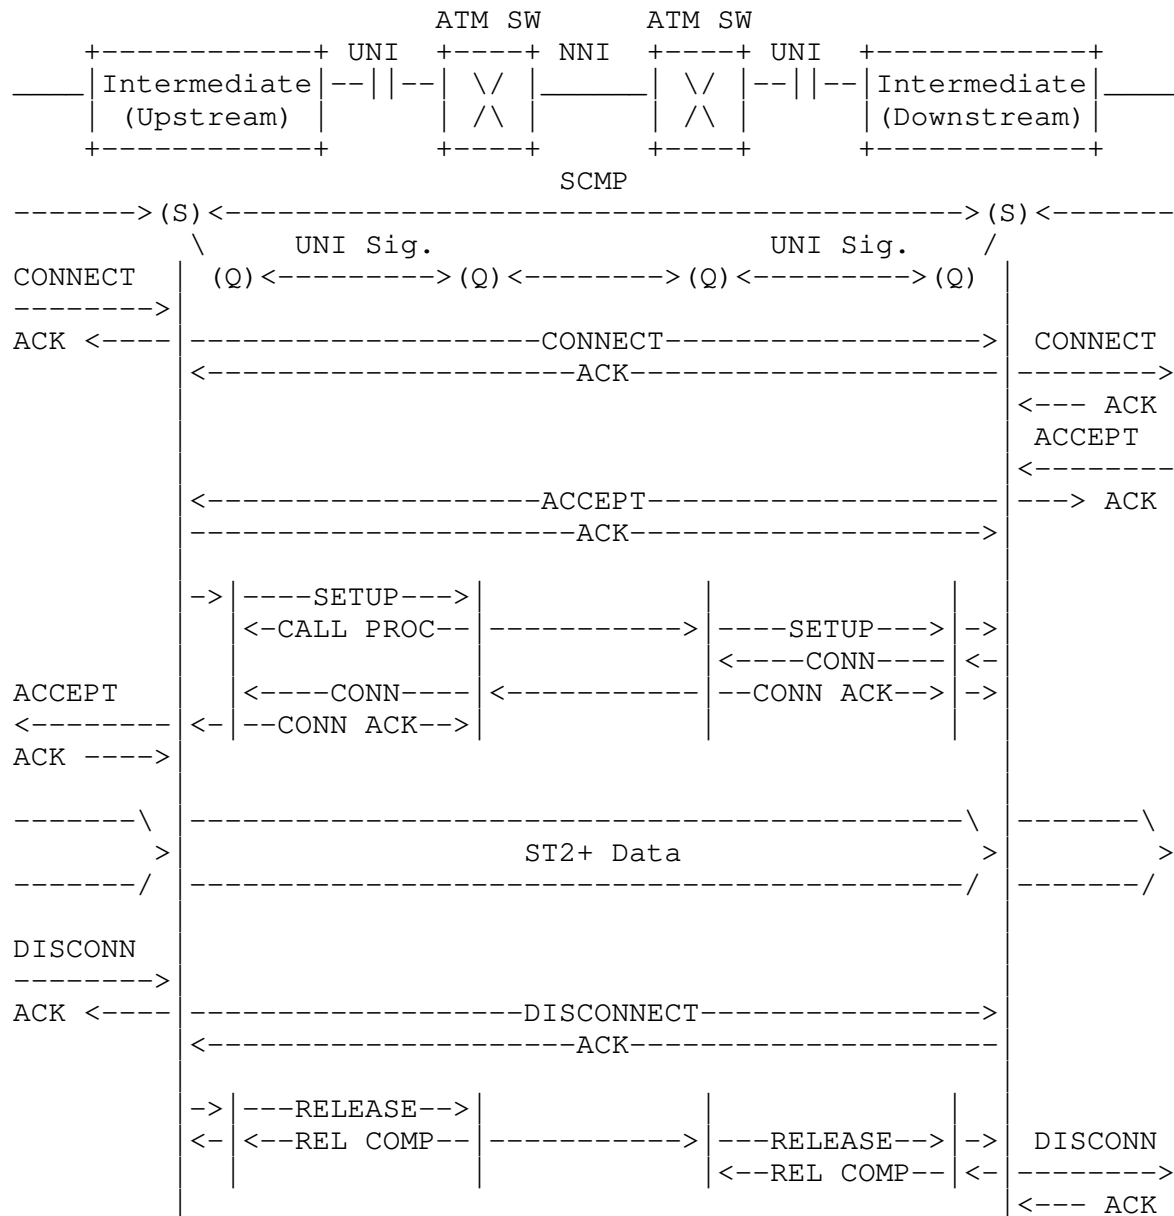 ATM SW ATM SW
UNI NNI UNI
Intermediate \/ \/ Intermediate
(Upstream) /\ /\ (Downstream)
SCMP
(S) (S)
UNI Sig. UNI Sig.
CONNECT (Q) (Q) (Q) (Q)
ACK CONNECT CONNECT
ACK
ACK
ACCEPT
ACCEPT ACK
ACK
SETUP
CALL PROC SETUP
CONN
ACCEPT CONN CONN ACK
CONN ACK
ACK
ST2+ Data
DISCONN
ACK DISCONNECT
ACK
RELEASE
REL COMP RELEASE DISCONN
REL COMP
ACK